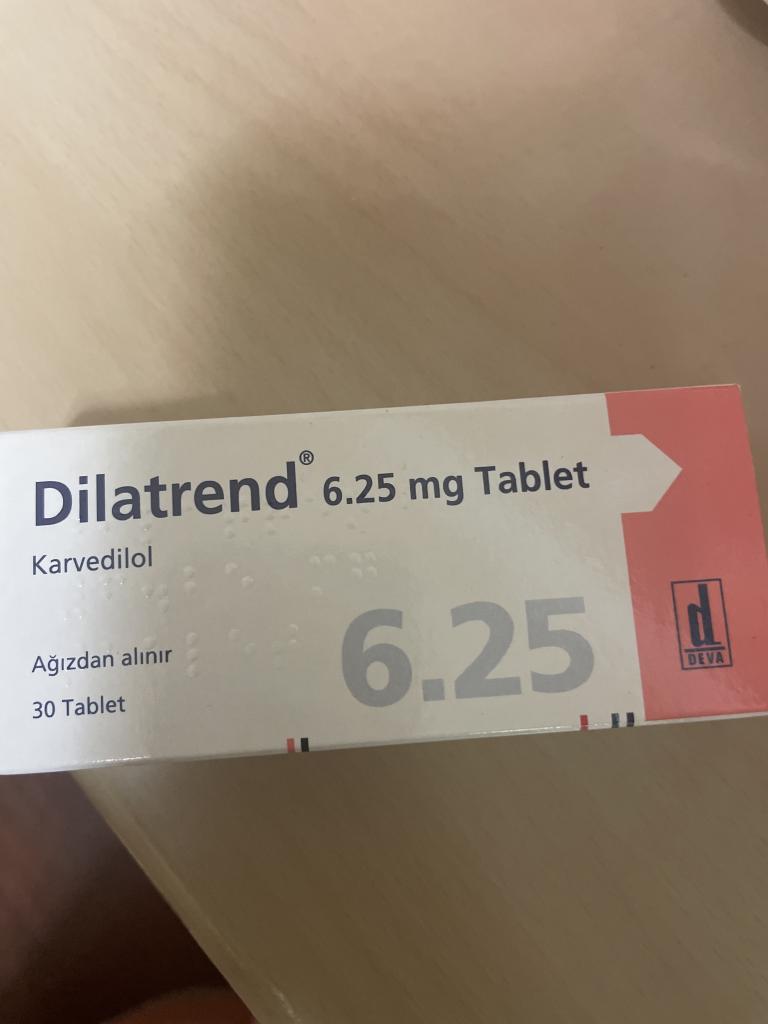 Dilatrend® 6.25 mg Tablet
Karvedilol
6.25
Ağızdan alınır
30 Tablet
d
DEVA